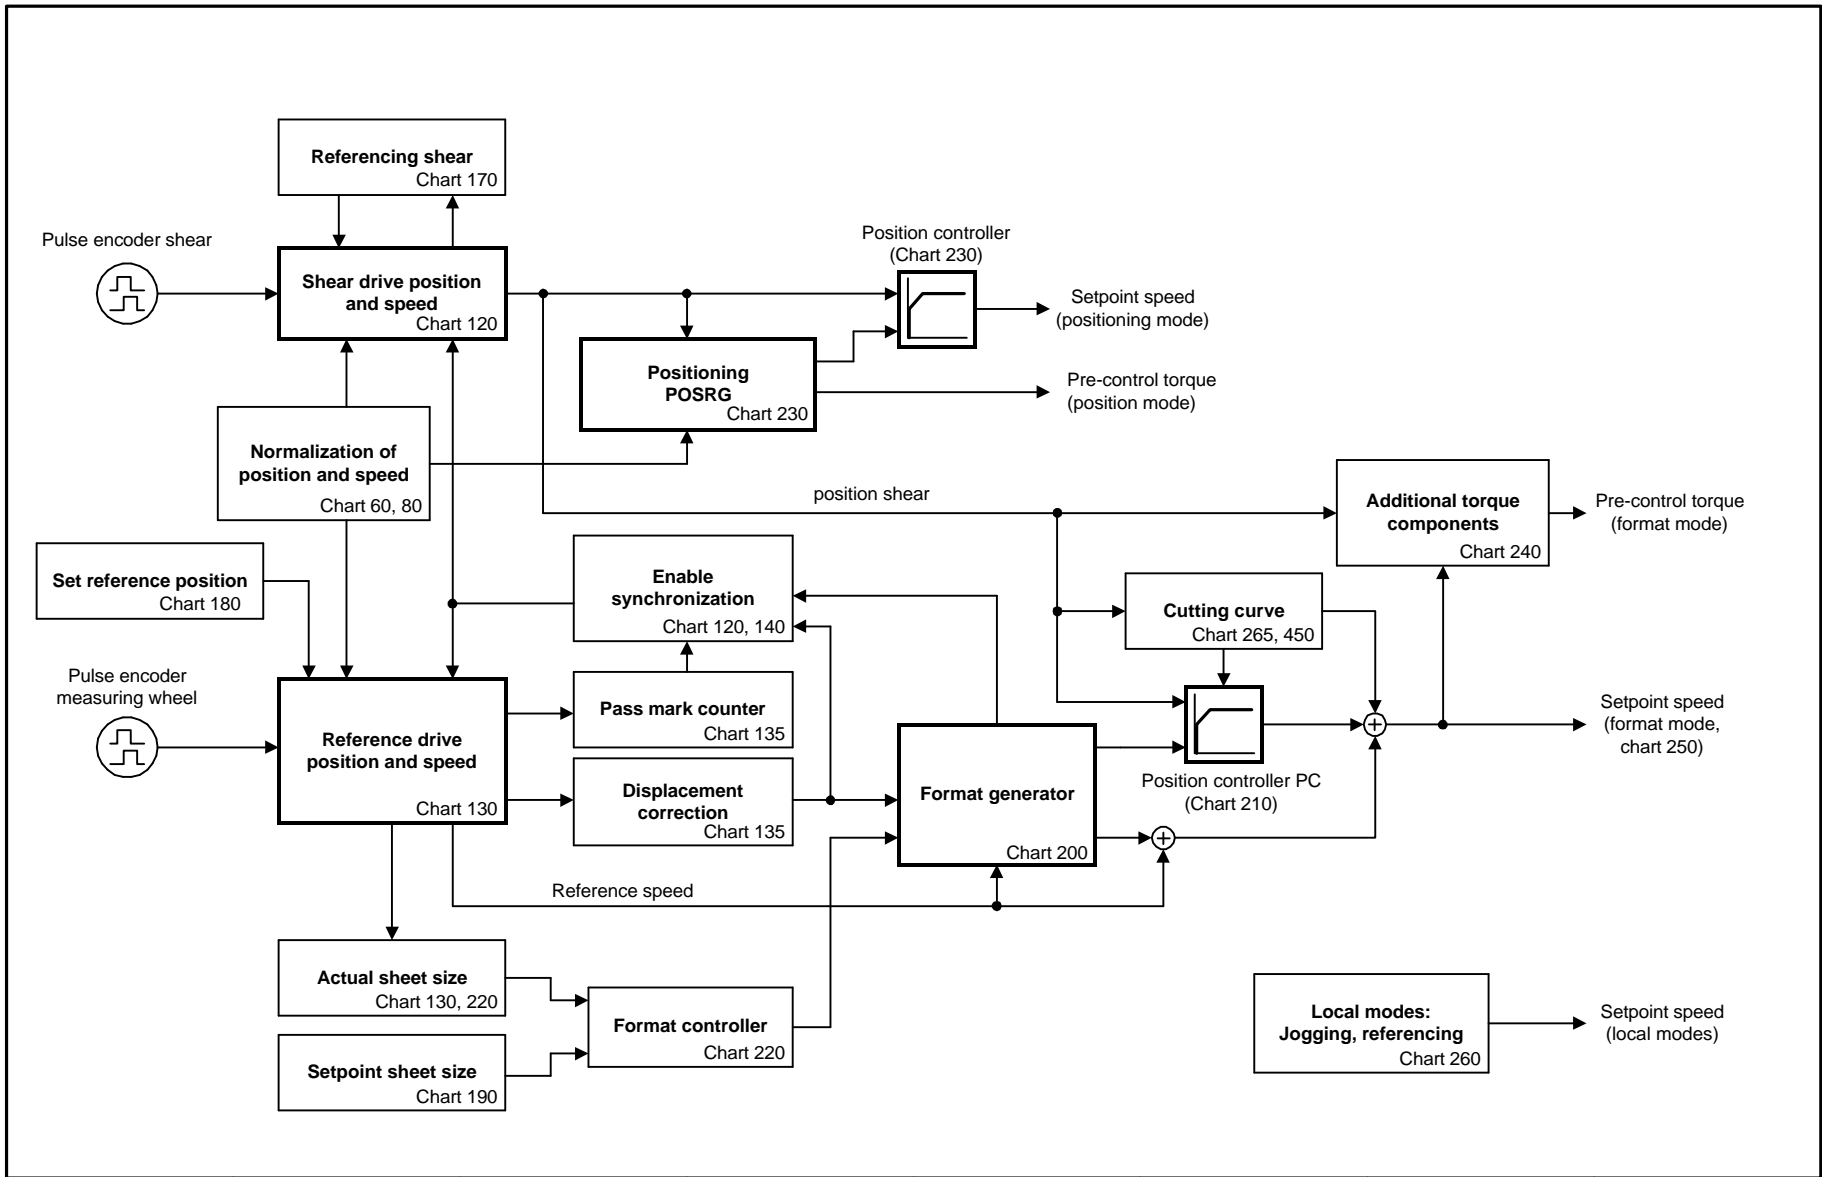 Referencing shear
Chart 170
Pulse encoder shear
Shear drive position
and speed
Chart 120
Position controller
(Chart 230)
Setpoint speed
(positioning mode)
Positioning
POSRG
Chart 230
Pre-control torque
(position mode)
Normalization of
position and speed
Chart 60, 80
position shear
Additional torque
components
Chart 240
Pre-control torque
(format mode)
Set reference position
Chart 180
Enable
synchronization
Chart 120, 140
Cutting curve
Chart 265, 450
Pulse encoder
measuring wheel
Reference drive
position and speed
Chart 130
Pass mark counter
Chart 135
Displacement
correction
Chart 135
Format generator
Chart 200
Position controller PC
(Chart 210)
Setpoint speed
(format mode,
chart 250)
Reference speed
Actual sheet size
Chart 130, 220
Setpoint sheet size
Chart 190
Format controller
Chart 220
Local modes:
Jogging, referencing
Chart 260
Setpoint speed
(local modes)